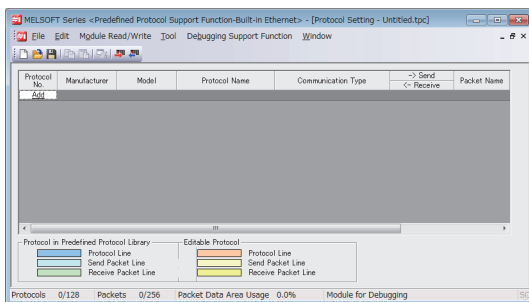 MELSOFT Series <Predefined Protocol Support Function-Built-in Ethernet> - [Protocol Setting - Untitled.tpc]
File Edit Module Read/Write Tool Debugging Support Function Window
Protocol No. Manufacturer Model Protocol Name Communication Type -> Send <- Receive Packet Name
Add
Protocol in Predefined Protocol Library Editable Protocol
Protocol Line Protocol Line
Send Packet Line Send Packet Line
Receive Packet Line Receive Packet Line
Protocols 0/128 Packets 0/256 Packet Data Area Usage 0.0% Module for Debugging